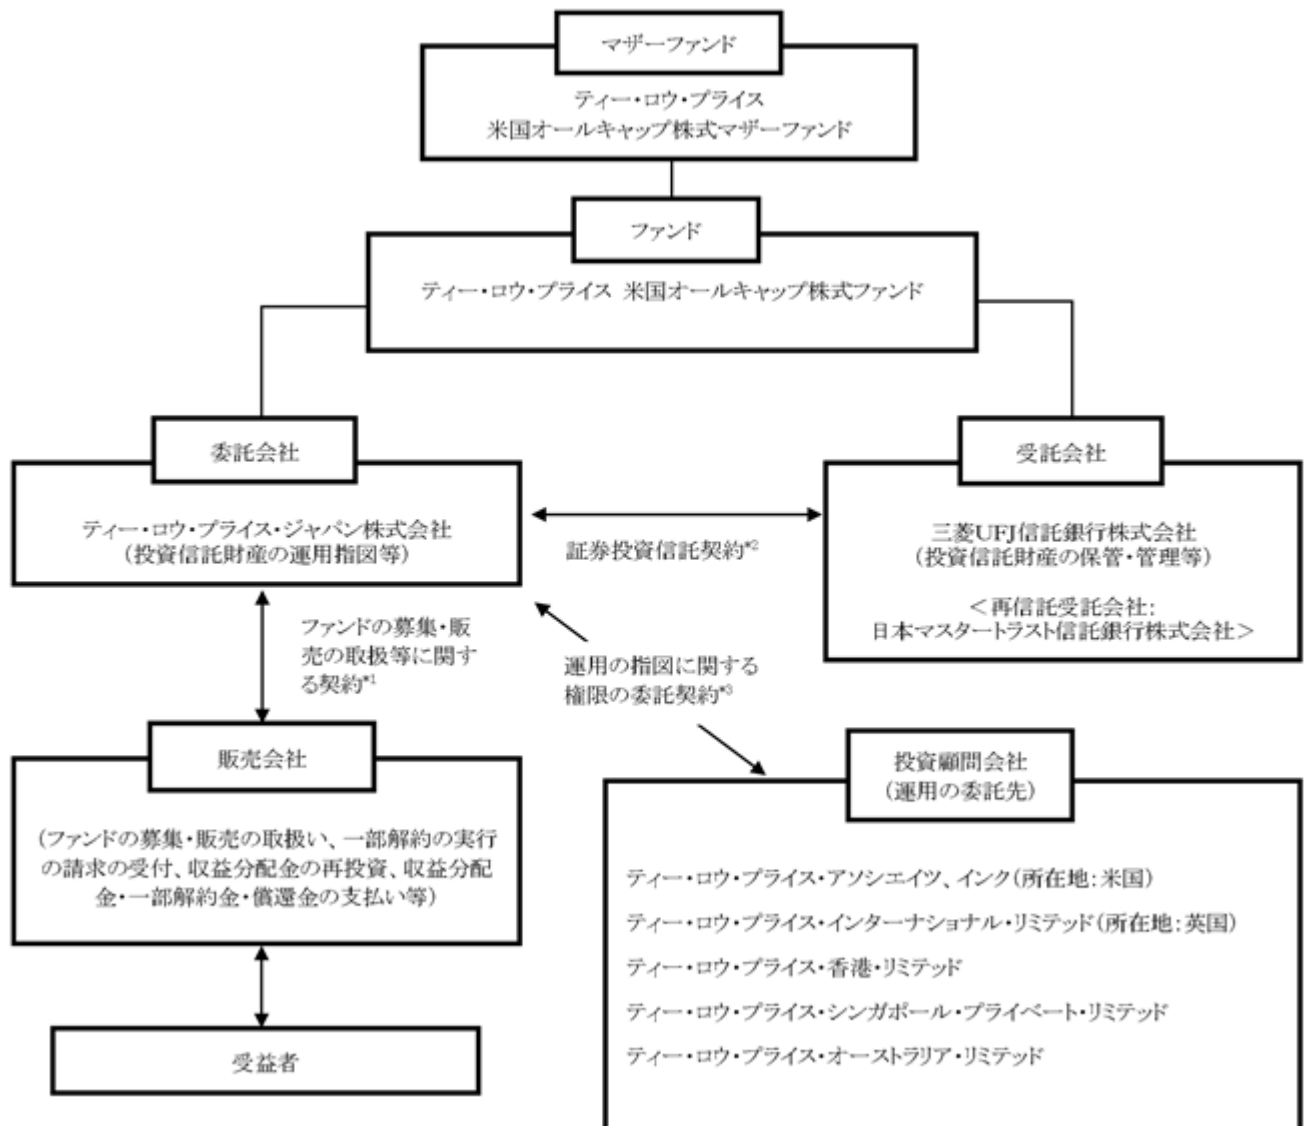 マザーファンド
ティー・ロウ・プライス
米国オールキャップ株式マザーファンド
ファンド
ティー・ロウ・プライス 米国オールキャップ株式ファンド
委託会社
ティー・ロウ・プライス・ジャパン株式会社
(投資信託財産の運用指図等)
証券投資信託契約*2
受託会社
三菱UFJ信託銀行株式会社
(投資信託財産の保管・管理等)
<再信託受託会社:
日本マスタートラスト信託銀行株式会社>
ファンドの募集・販
売の取扱等に関す
る契約*1
運用の指図に関する
権限の委託契約*3
販売会社
(ファンドの募集・販売の取扱い、一部解約の実行
の請求の受付、収益分配金の再投資、収益分配
金・一部解約金・償還金の支払い等)
受益者
投資顧問会社
(運用の委託先)
ティー・ロウ・プライス・アソシエイツ、インク(所在地:米国)
ティー・ロウ・プライス・インターナショナル・リミテッド(所在地:英国)
ティー・ロウ・プライス・香港・リミテッド
ティー・ロウ・プライス・シンガポール・プライベート・リミテッド
ティー・ロウ・プライス・オーストラリア・リミテッド